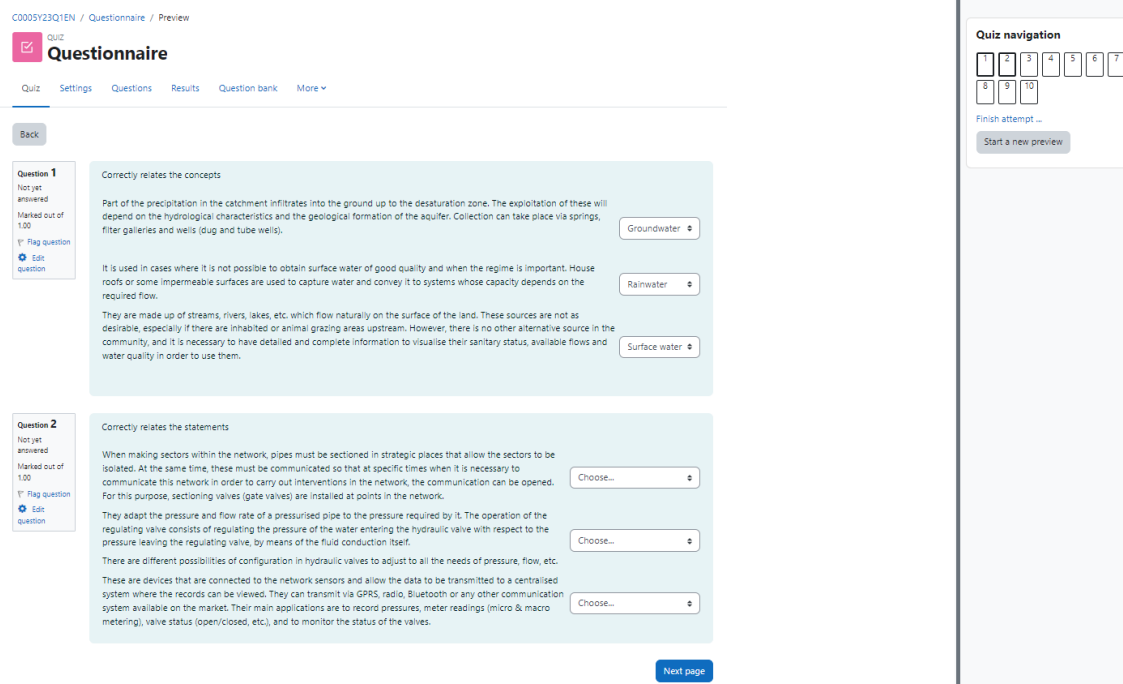 C0005Y23Q1EN / Questionnaire / Preview
QUIZ
Questionnaire
Quiz Settings Questions Results Question bank More
Back
Question 1
Not yet
answered
Marked out of
1.00
Flag question
Edit
question
Correctly relates the concepts
Part of the precipitation in the catchment infiltrates into the ground up to the desaturation zone. The exploitation of these will
depend on the hydrological characteristics and the geological formation of the aquifer. Collection can take place via springs,
filter galleries and wells (dug and tube wells).
Groundwater
It is used in cases where it is not possible to obtain surface water of good quality and when the regime is important. House
roofs or some impermeable surfaces are used to capture water and convey it to systems whose capacity depends on the
required flow.
Rainwater
They are made up of streams, rivers, lakes, etc. which flow naturally on the surface of the land. These sources are not as
desirable, especially if there are inhabited or animal grazing areas upstream. However, there is no other alternative source in the
community, and it is necessary to have detailed and complete information to visualise their sanitary status, available flows and
water quality in order to use them.
Surface water
Question 2
Not yet
answered
Marked out of
1.00
Flag question
Edit
question
Correctly relates the statements
When making sectors within the network, pipes must be sectioned in strategic places that allow the sectors to be
isolated. At the same time, these must be communicated so that at specific times when it is necessary to
communicate this network in order to carry out interventions in the network, the communication can be opened.
For this purpose, sectioning valves (gate valves) are installed at points in the network.
Choose...
They adapt the pressure and flow rate of a pressurised pipe to the pressure required by it. The operation of the
regulating valve consists of regulating the pressure of the water entering the hydraulic valve with respect to the
pressure leaving the regulating valve, by means of the fluid conduction itself.
There are different possibilities of configuration in hydraulic valves to adjust to all the needs of pressure, flow, etc.
Choose...
These are devices that are connected to the network sensors and allow the data to be transmitted to a centralised
system where the records can be viewed. They can transmit via GPRS, radio, Bluetooth or any other communication
system available on the market. Their main applications are to record pressures, meter readings (micro & macro
metering), valve status (open/closed, etc.), and to monitor the status of the valves.
Choose...
Next page
Quiz navigation
1 2 3 4 5 6 7
8 9 10
Finish attempt ...
Start a new preview